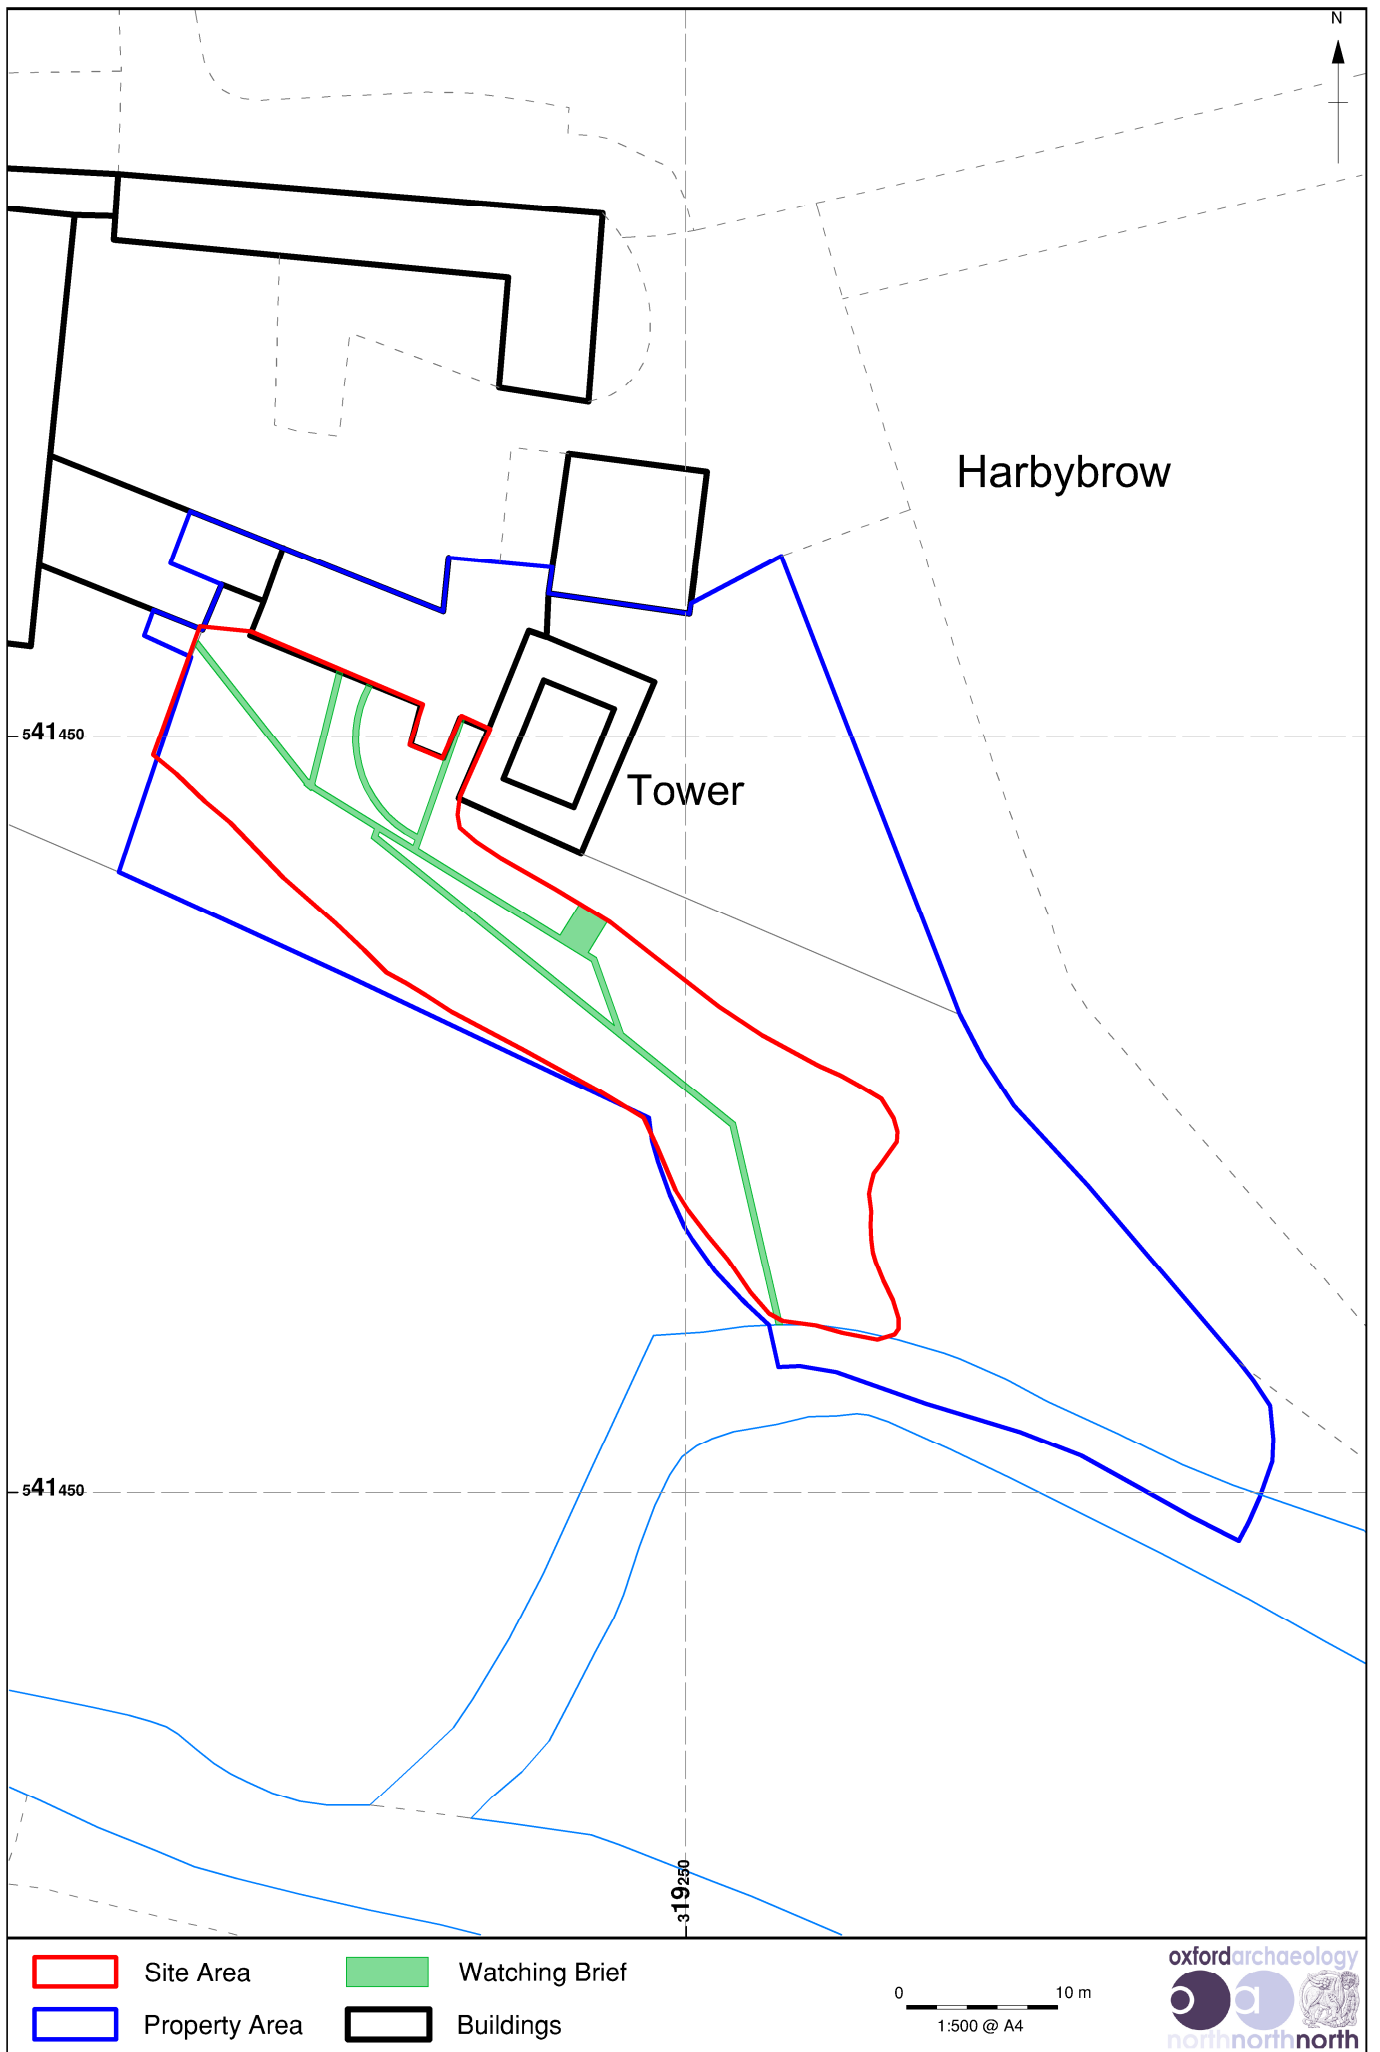 N
Harbybrow
541450
Tower
541450
319250
Site Area
Watching Brief
Property Area
Buildings
0 10 m
1:500 @ A4
oxfordarchaeology
o a
northnorthnorth